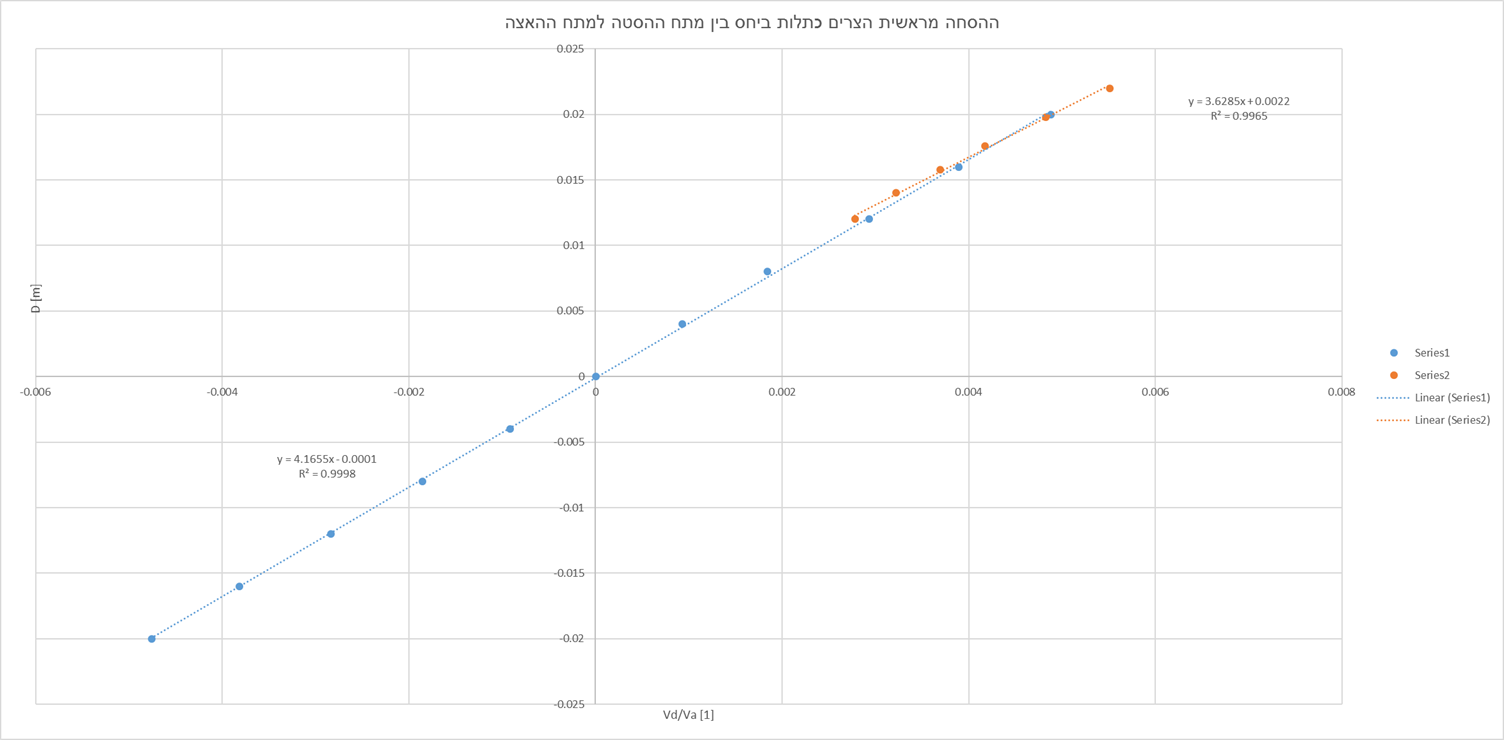 ההסחה מראשית הצרים כתלות ביחס בין מתח ההסטה למתח ההאצה
0.025
y = 3.6285x + 0.0022
R² = 0.9965
0.02
0.015
0.01
D [m]
0.005
Series1
Series2
Linear (Series1)
Linear (Series2)
0
-0.006
-0.004
-0.002
0
0.002
0.004
0.006
0.008
-0.005
y = 4.1655x - 0.0001
R² = 0.9998
-0.01
-0.015
-0.02
-0.025
Vd/Va [1]